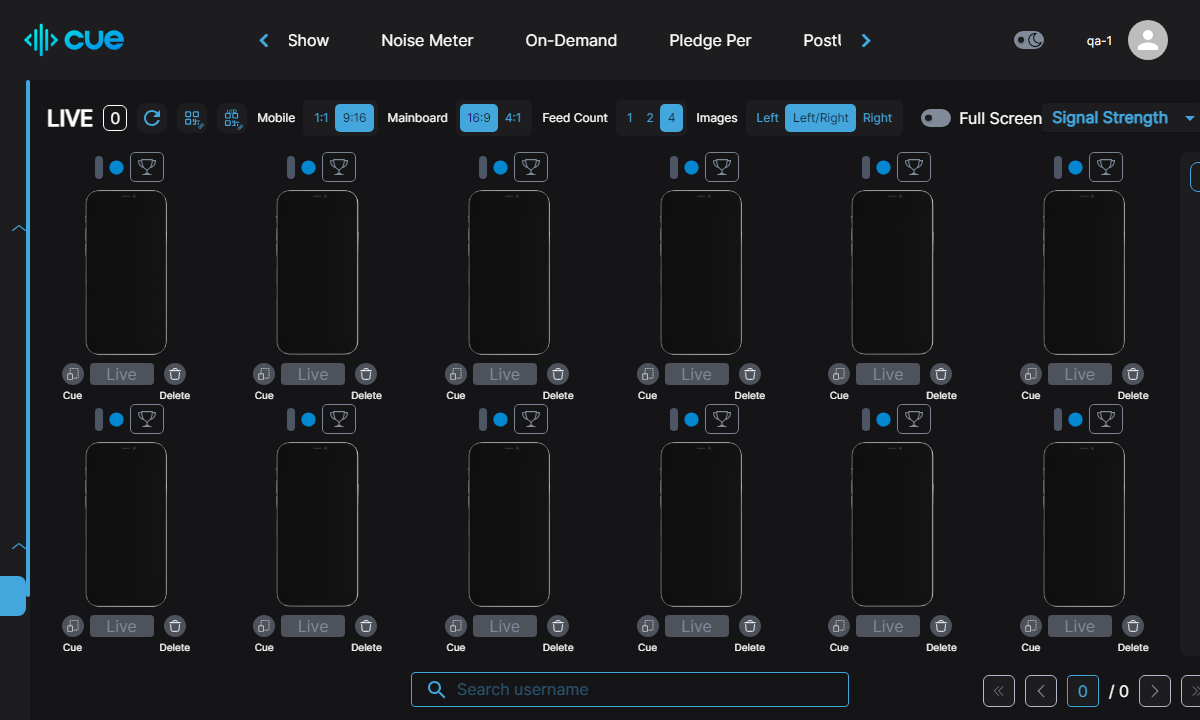 cue
Show Noise Meter On-Demand Pledge Per
qa-1
LIVE 0 Mobile 1:1 9:16 Mainboard 16:9 4:1 Feed Count 1 2 4 Images Left Left/Right Right Full Screen Signal Strength
Live Live Live Live Live Live
Cue Delete Cue Delete Cue Delete Cue Delete Cue Delete Cue Delete
Live Live Live Live Live Live
Cue Delete Cue Delete Cue Delete Cue Delete Cue Delete Cue Delete
Search username
0 / 0